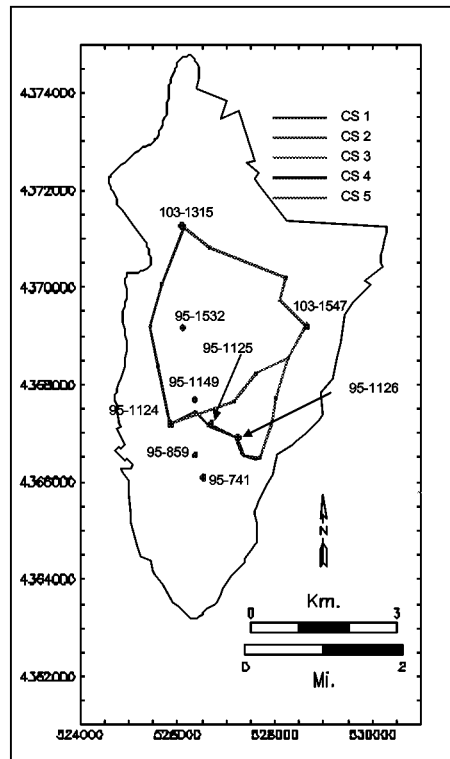 4374000
CS 1
CS 2
4372000
CS 3
CS 4
CS 5
103-1315
4370000
103-1547
95-1532
95-1125
4368000
95-1149
95-1126
95-1124
95-859
4366000
95-741
N
4364000
Km.
0 3
4362000
0 2
Mi.
524000 526000 528000 530000